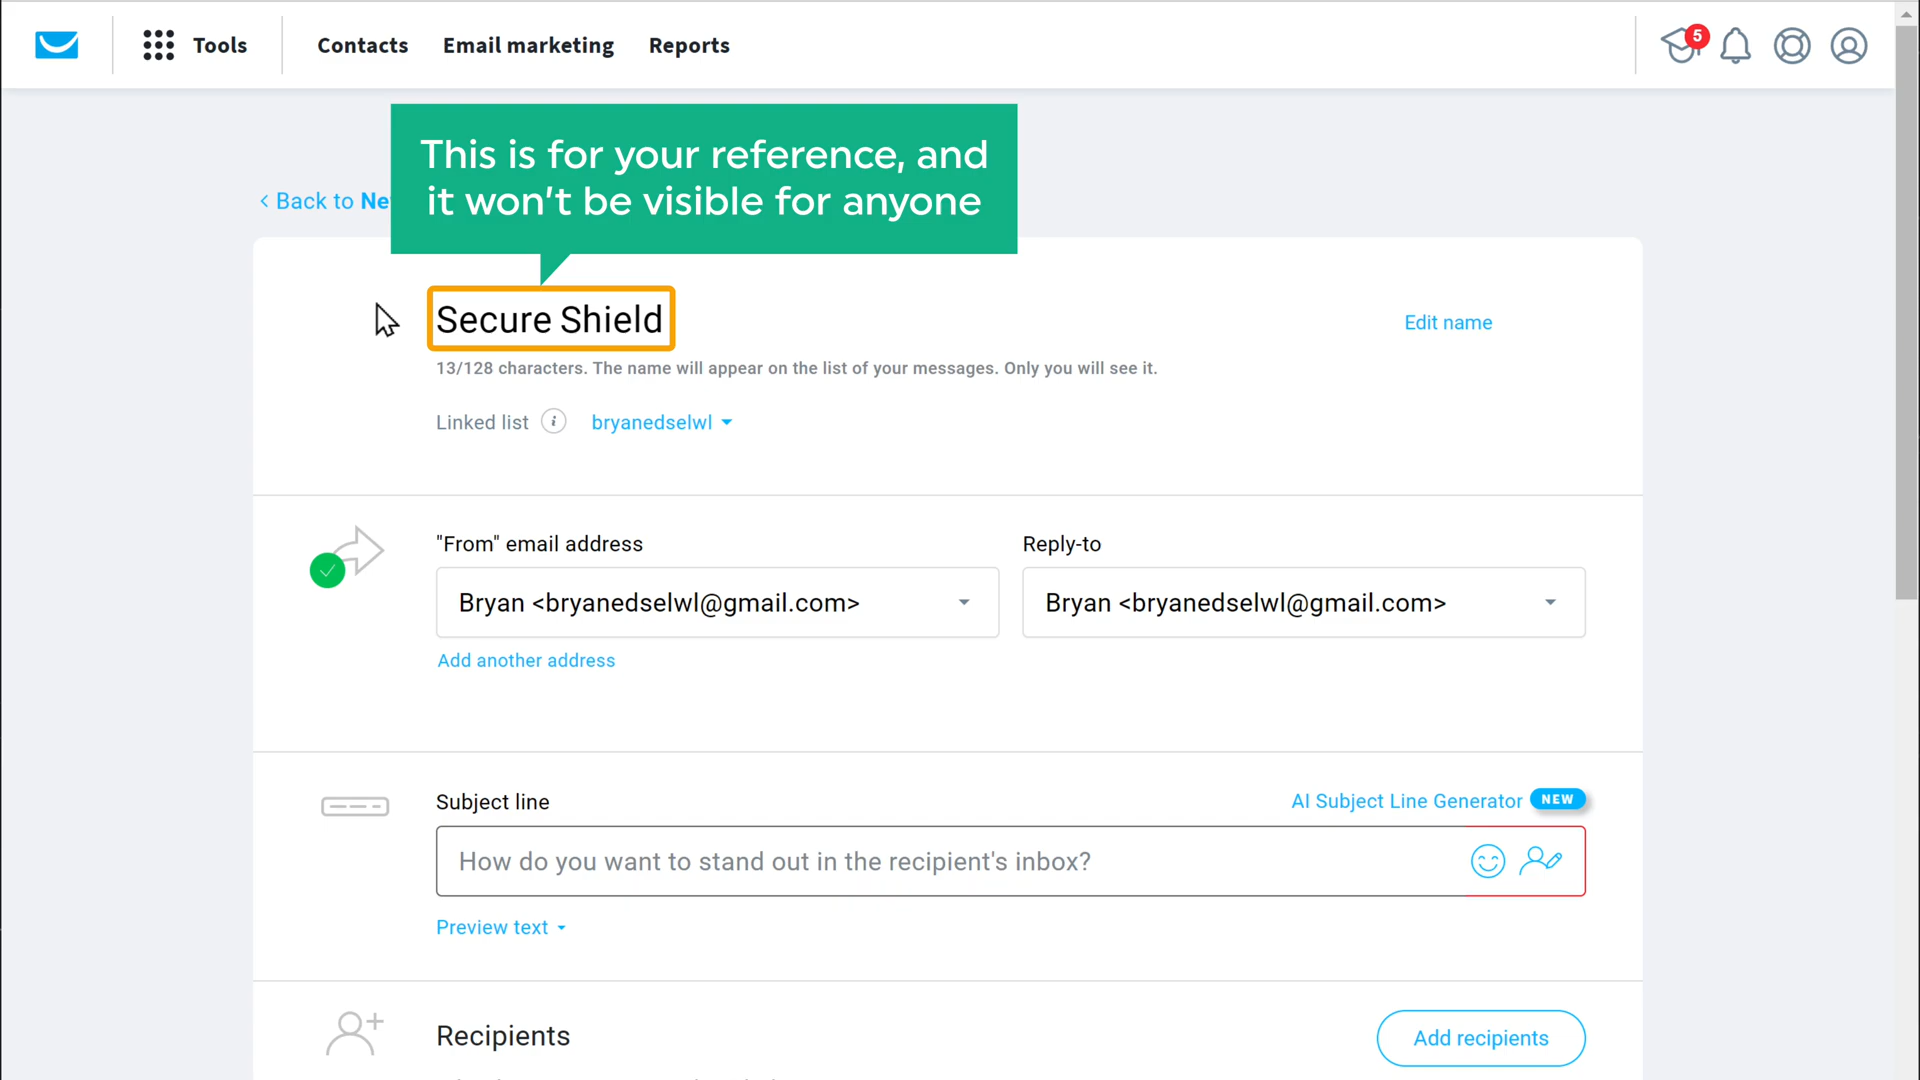 Tools
Contacts
Email marketing
Reports
5
This is for your reference, and
it won't be visible for anyone
Back to
Secure Shield
Edit name
13/128 characters. The name will appear on the list of your messages. Only you will see it.
Linked list
i
bryanedselwl
"From" email address
Reply-to
Bryan <bryanedselwl@gmail.com>
Bryan <bryanedselwl@gmail.com>
Add another address
Subject line
AI Subject Line Generator
NEW
How do you want to stand out in the recipient's inbox?
Preview text
Recipients
Add recipients